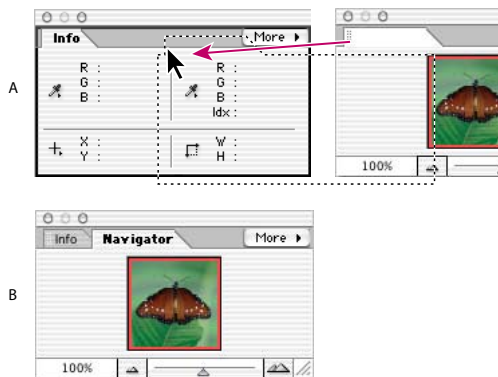 Info
More
A
R :
G :
B :
R :
G :
B :
Idx :
X :
Y :
W :
H :
100%
B
Info Navigator More
100%